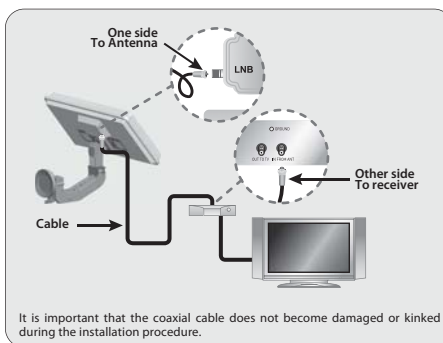 One side
To Antenna
LNB
GROUND
OUT TO TV IN FROM ANT
Other side
To receiver
Cable
It is important that the coaxial cable does not become damaged or kinked
during the installation procedure.